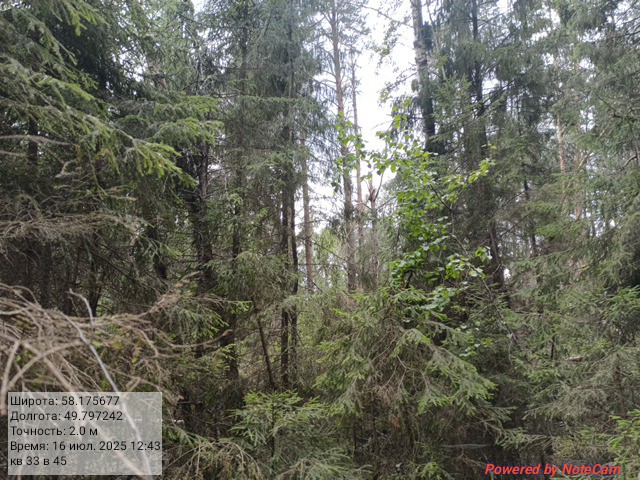 Широта: 58.175677
Долгота: 49.797242
Точность: 2.0 м
Время: 16 июл. 2025 12:43
кв 33 в 45
Powered by NoteCam